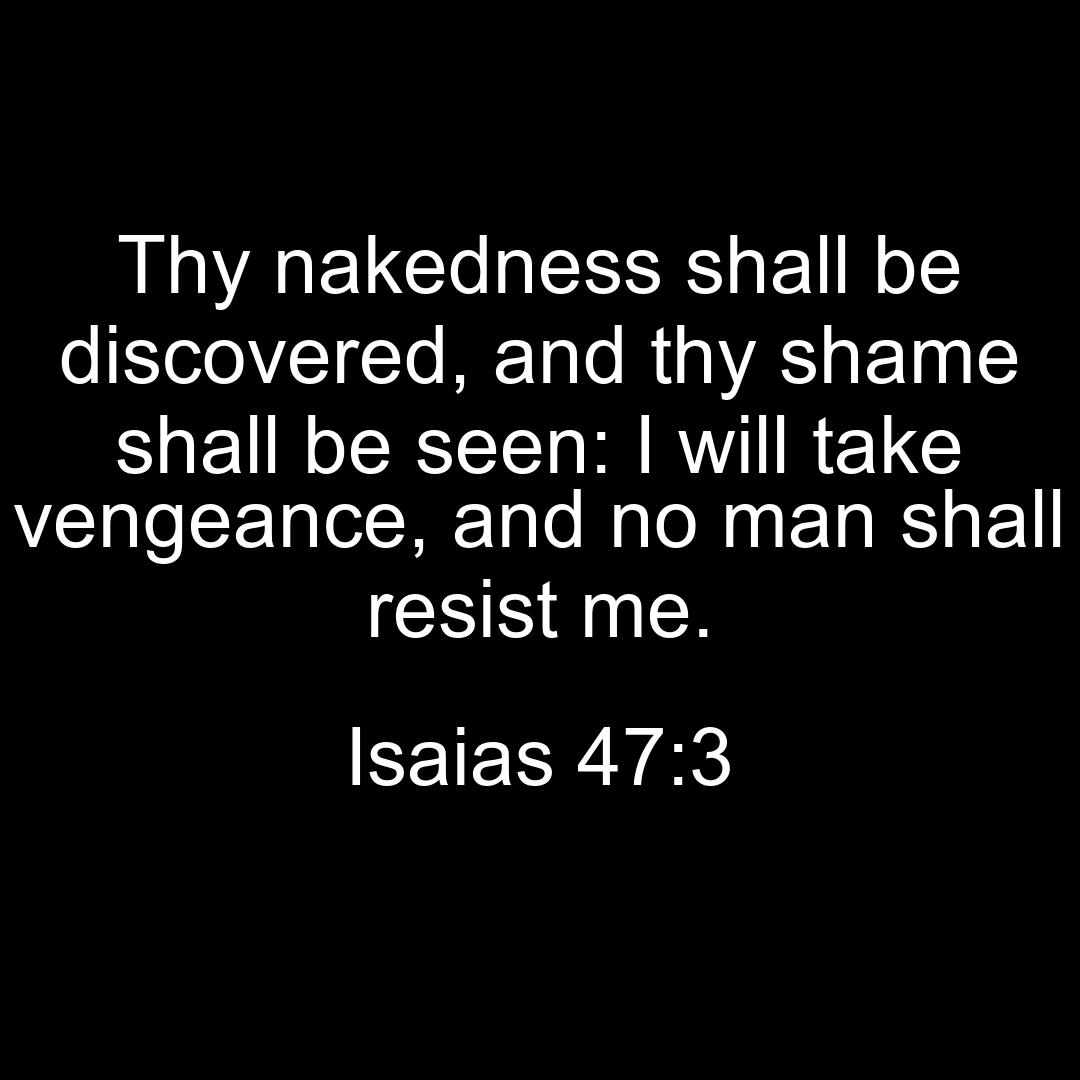 Thy nakedness shall be
discovered, and thy shame
shall be seen: I will take
vengeance, and no man shall
resist me.
Isaias 47:3